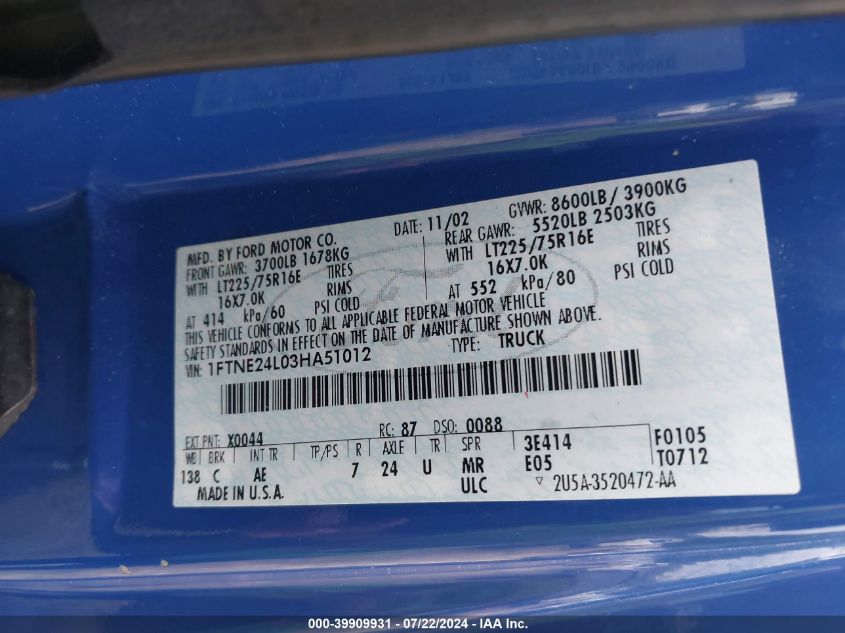 MFD. BY FORD MOTOR CO.
DATE: 11/02
GVWR: 8600LB/ 3900KG
FRONT GAWR: 3700LB 1678KG
REAR GAWR: 5520LB 2503KG
WITH LT225/75R16E TIRES
WITH LT225/75R16E TIRES
16X7.0K RIMS
16X7.0K RIMS
AT 414 kPa/60 PSI COLD
AT 552 kPa/80 PSI COLD
THIS VEHICLE CONFORMS TO ALL APPLICABLE FEDERAL MOTOR VEHICLE
SAFETY STANDARDS IN EFFECT ON THE DATE OF MANUFACTURE SHOWN ABOVE.
VIN: 1FTNE24L03HA51012
TYPE: TRUCK
EXT PNT: X0044 RC: 87 DSO: 0088
WB BRK INT TR TP/PS R AXLE TR SPR 3E414 F0105
138 C AE 7 24 U MR E05 T0712
MADE IN U.S.A. ULC 2U5A-3520472-AA
000-39909931 - 07/22/2024 - IAA Inc.